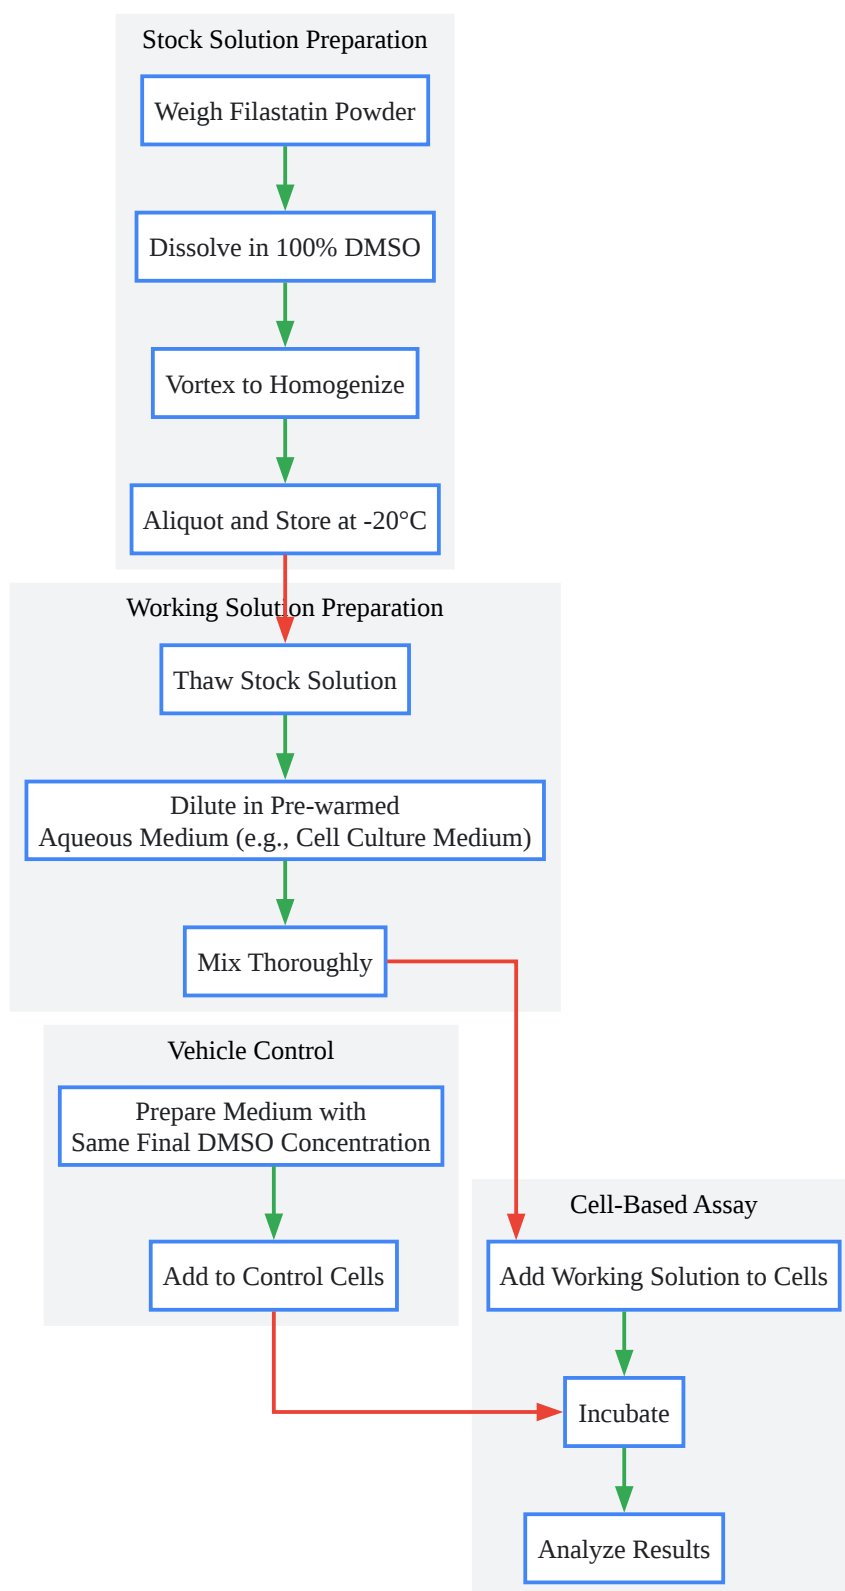 Stock Solution Preparation
Weigh Filastatin Powder
Dissolve in 100% DMSO
Vortex to Homogenize
Aliquot and Store at -20°C
Working Solution Preparation
Thaw Stock Solution
Dilute in Pre-warmed
Aqueous Medium (e.g., Cell Culture Medium)
Mix Thoroughly
Vehicle Control
Prepare Medium with
Same Final DMSO Concentration
Add to Control Cells
Cell-Based Assay
Add Working Solution to Cells
Incubate
Analyze Results